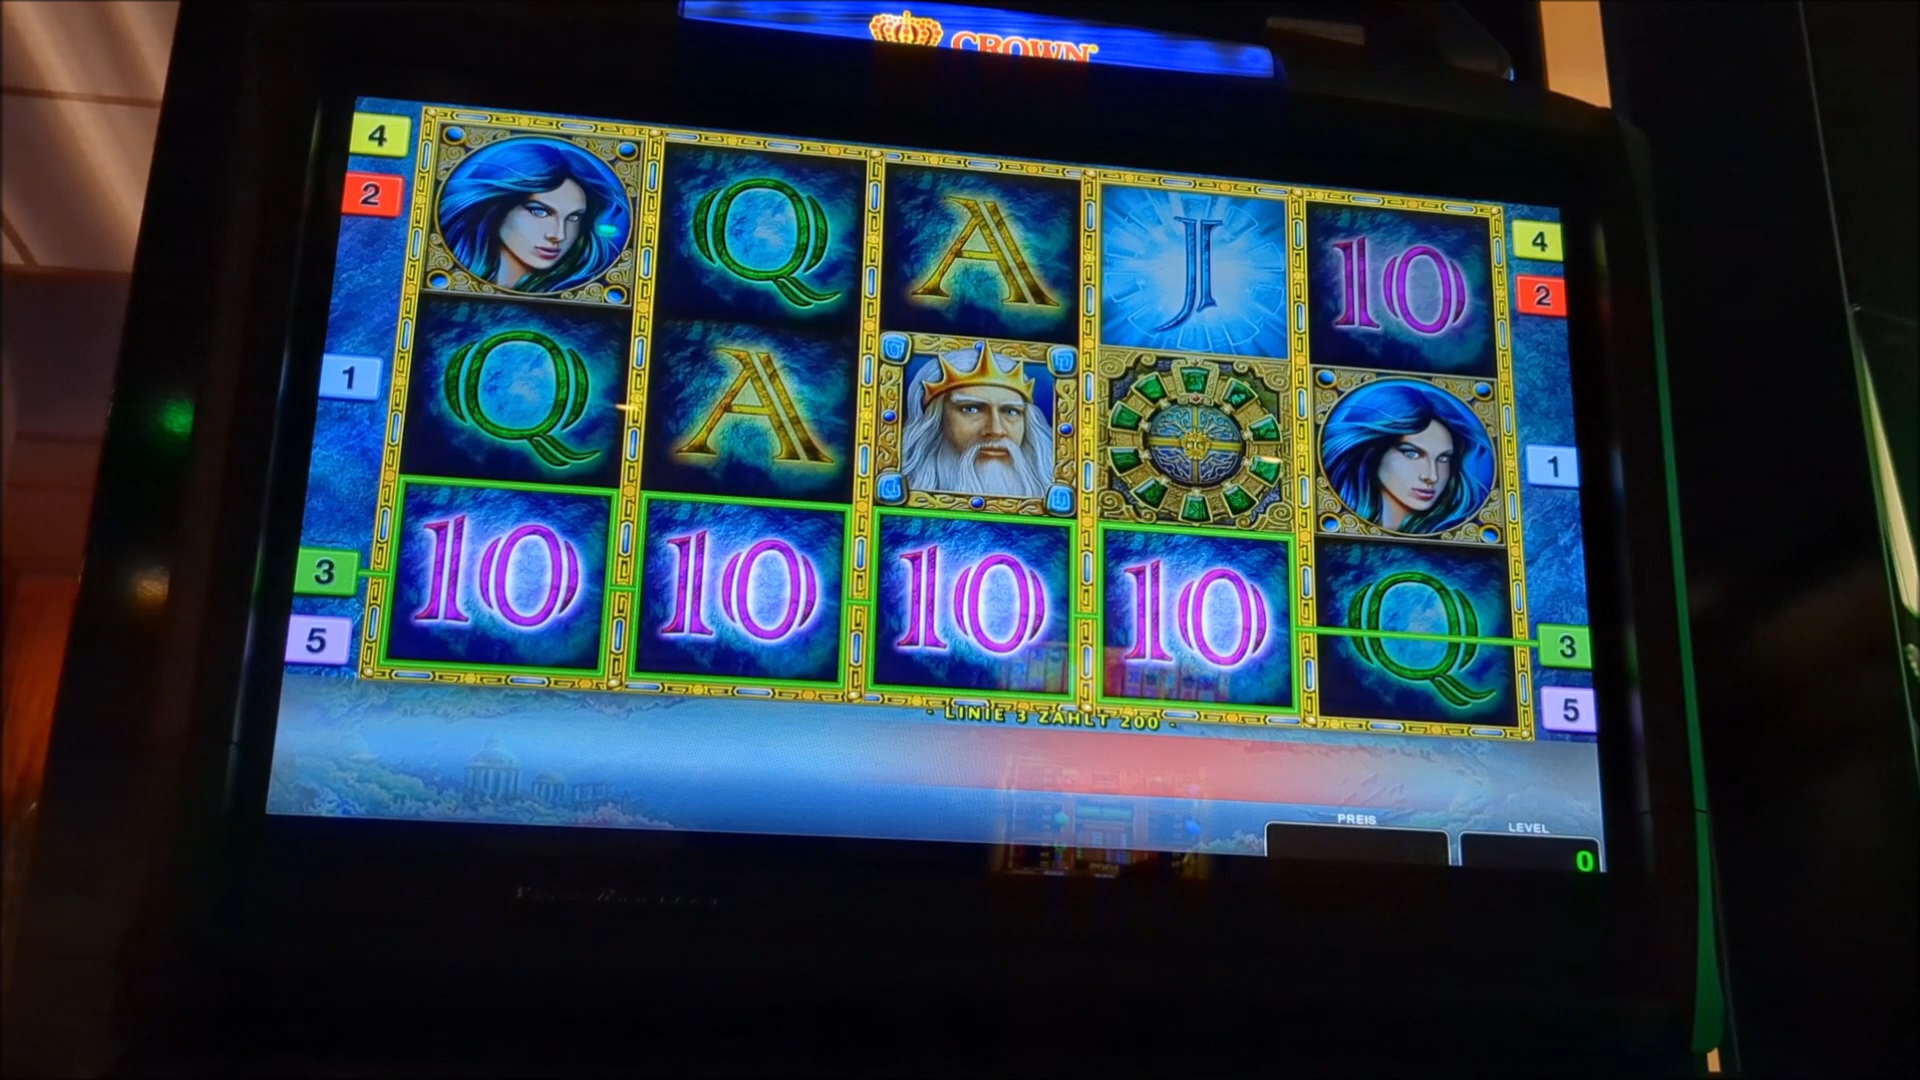 CROWN
4
2
Q A J 10
4
2
1
Q A
1
3
10 10 10 10 Q
3
5
5
- LINIE 3 ZAHLT 200 -
PREIS
LEVEL
0